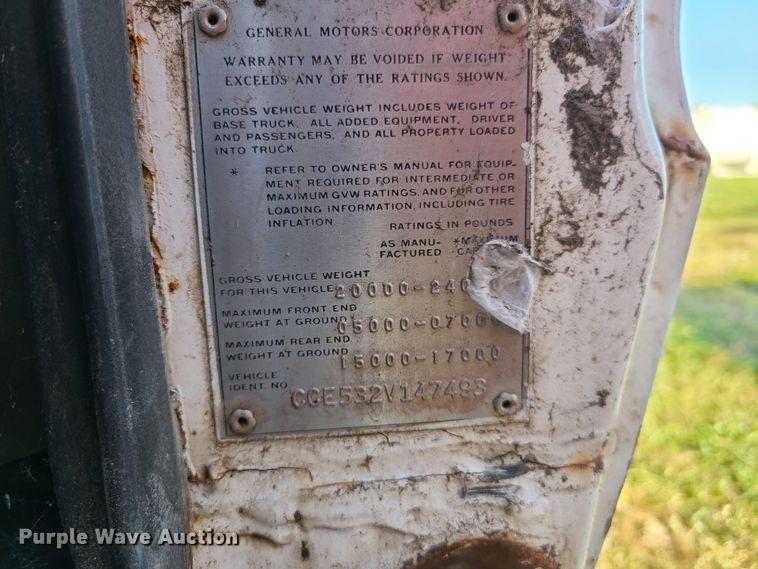 GENERAL MOTORS CORPORATION
WARRANTY MAY BE VOIDED IF WEIGHT
EXCEEDS ANY OF THE RATINGS SHOWN.
GROSS VEHICLE WEIGHT INCLUDES WEIGHT OF
BASE TRUCK, ALL ADDED EQUIPMENT, DRIVER
AND PASSENGERS, AND ALL PROPERTY LOADED
INTO TRUCK.
* REFER TO OWNER'S MANUAL FOR EQUIP-
MENT REQUIRED FOR INTERMEDIATE OR
MAXIMUM GVW RATINGS, AND FOR OTHER
LOADING INFORMATION, INCLUDING TIRE
INFLATION.
RATINGS IN POUNDS
AS MANU- *MAXIMUM
FACTURED
GROSS VEHICLE WEIGHT
FOR THIS VEHICLE 20000-
MAXIMUM FRONT END
WEIGHT AT GROUND 05000-07000
MAXIMUM REAR END
WEIGHT AT GROUND 15000-17000
VEHICLE
IDENT. NO. CCE532V147493
Purple Wave Auction